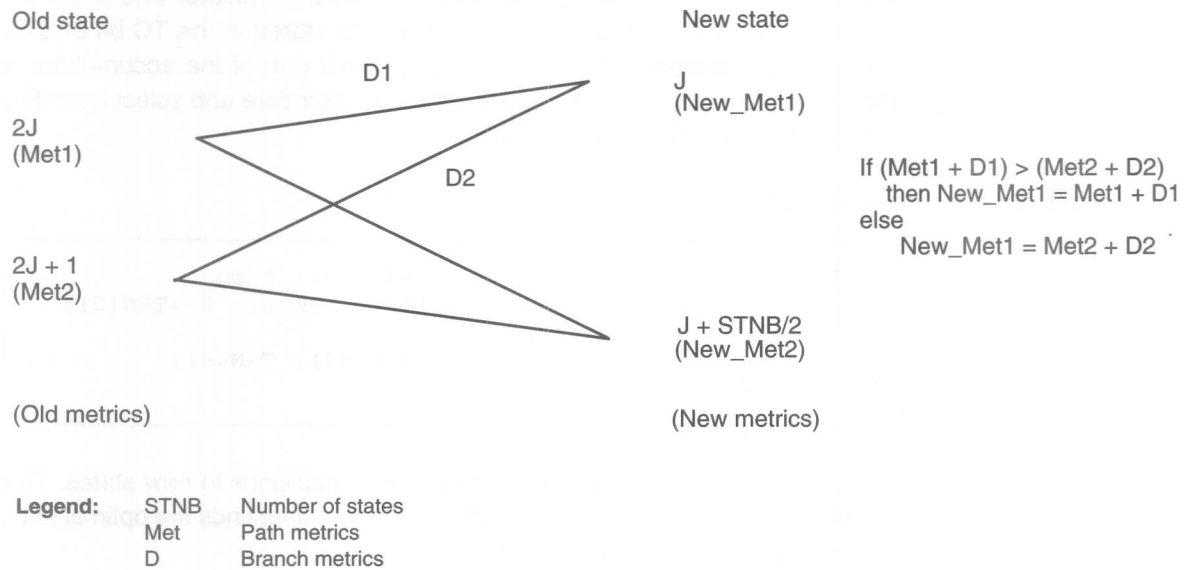 Old state
New state
D1
J
(New_Met1)
2J
(Met1)
D2
If (Met1 + D1) > (Met2 + D2)
then New_Met1 = Met1 + D1
else
New_Met1 = Met2 + D2
2J + 1
(Met2)
J + STNB/2
(New_Met2)
(Old metrics)
(New metrics)
Legend: STNB Number of states
Met Path metrics
D Branch metrics